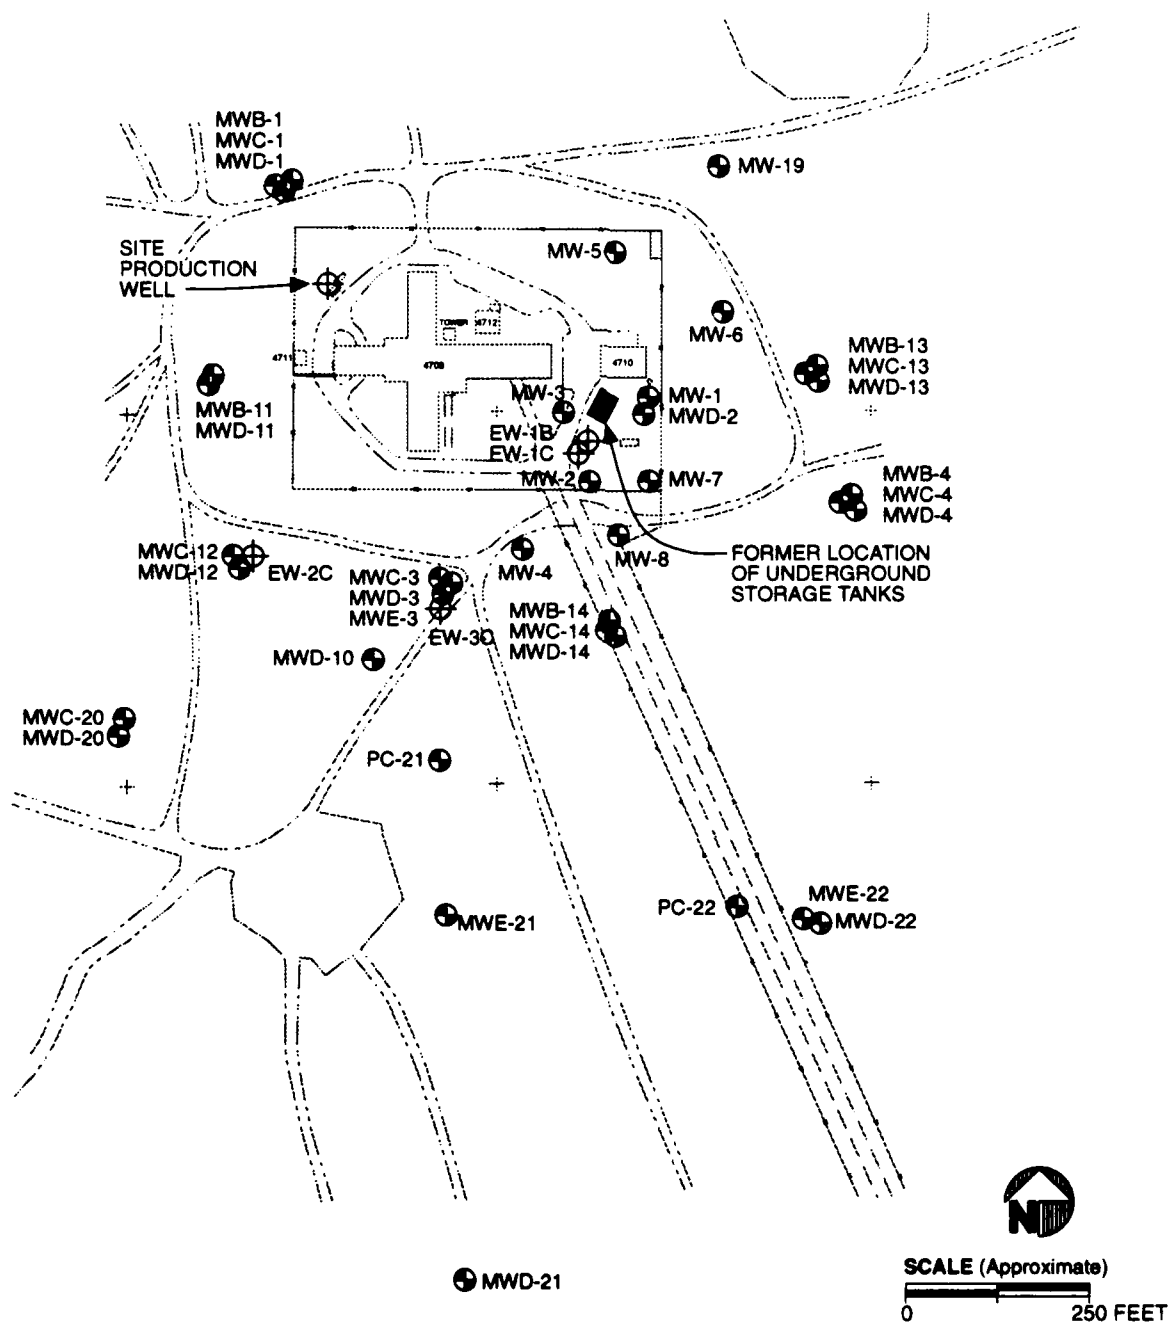 MWB-1
MWC-1
MWD-1
MW-19
SITE
PRODUCTION
WELL
MW-5
MW-6
TOWER
4712
4711
4708
4710
MWB-13
MWC-13
MWD-13
MWB-11
MWD-11
MW-3
MW-1
MWD-2
EW-1B
EW-1C
MW-2
MW-7
MWB-4
MWC-4
MWD-4
MWC-12
MWD-12
EW-2C
MWC-3
MWD-3
MWE-3
EW-3C
MW-4
MW-8
FORMER LOCATION
OF UNDERGROUND
STORAGE TANKS
MWB-14
MWC-14
MWD-14
MWD-10
MWC-20
MWD-20
PC-21
MWE-21
PC-22
MWE-22
MWD-22
MWD-21
N
SCALE (Approximate)
0 250 FEET